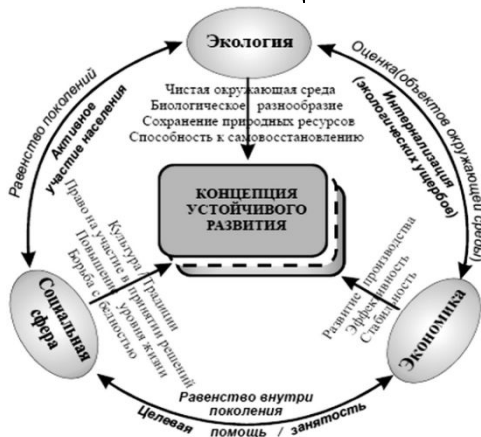 Экология
Чистая окружающая среда
Биологическое разнообразие
Сохранение природных ресурсов
Способность к самовосстановлению
Равенство поколений
Активное
участие населения
Оценка(объектов окружающей среды)
Интернализация
(экологических ущербов)
КОНЦЕПЦИЯ
УСТОЙЧИВОГО
РАЗВИТИЯ
Культура / Традиции
Право на участие в принятии решений
Повышение уровня жизни
Борьба с бедностью
Развитие производства
Эффективность
Стабильность
Социальная
сфера
Экономика
Равенство внутри
поколения
Целевая помощь / занятость